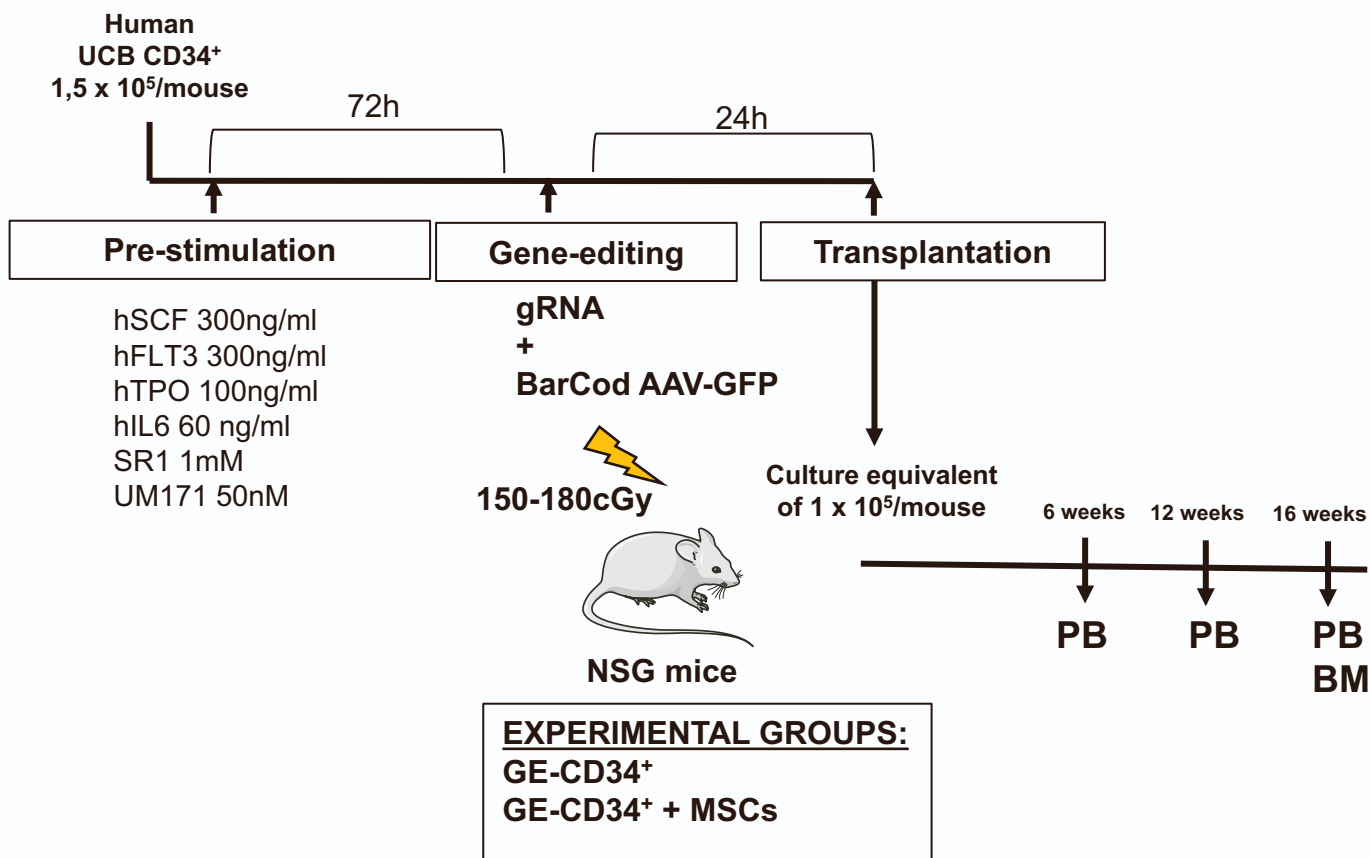 Human
UCB CD34⁺
1,5 x 10⁵/mouse
72h
24h
Pre-stimulation
Gene-editing
Transplantation
hSCF 300ng/ml
hFLT3 300ng/ml
hTPO 100ng/ml
hIL6 60 ng/ml
SR1 1mM
UM171 50nM
gRNA
+
BarCod AAV-GFP
150-180cGy
NSG mice
Culture equivalent
of 1 x 10⁵/mouse
6 weeks
12 weeks
16 weeks
PB
PB
PB
BM
EXPERIMENTAL GROUPS:
GE-CD34⁺
GE-CD34⁺ + MSCs